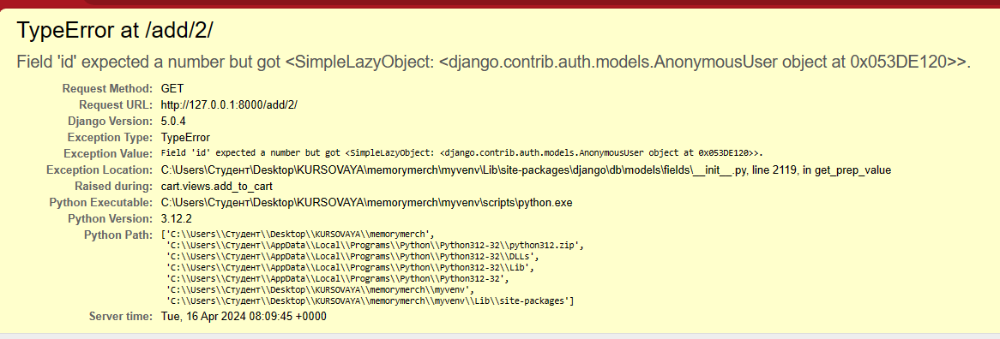 TypeError at /add/2/
Field 'id' expected a number but got <SimpleLazyObject: <django.contrib.auth.models.AnonymousUser object at 0x053DE120>>.
Request Method: GET
Request URL: http://127.0.0.1:8000/add/2/
Django Version: 5.0.4
Exception Type: TypeError
Exception Value: Field 'id' expected a number but got <SimpleLazyObject: <django.contrib.auth.models.AnonymousUser object at 0x053DE120>>.
Exception Location: C:\Users\Студент\Desktop\KURSOVAYA\memorymerch\myvenv\Lib\site-packages\django\db\models\fields\__init__.py, line 2119, in get_prep_value
Raised during: cart.views.add_to_cart
Python Executable: C:\Users\Студент\Desktop\KURSOVAYA\memorymerch\myvenv\scripts\python.exe
Python Version: 3.12.2
Python Path: ['C:\\Users\\Студент\\Desktop\\KURSOVAYA\\memorymerch',
'C:\\Users\\Студент\\AppData\\Local\\Programs\\Python\\Python312-32\\python312.zip',
'C:\\Users\\Студент\\AppData\\Local\\Programs\\Python\\Python312-32\\DLLs',
'C:\\Users\\Студент\\AppData\\Local\\Programs\\Python\\Python312-32\\Lib',
'C:\\Users\\Студент\\AppData\\Local\\Programs\\Python\\Python312-32',
'C:\\Users\\Студент\\Desktop\\KURSOVAYA\\memorymerch\\myvenv',
'C:\\Users\\Студент\\Desktop\\KURSOVAYA\\memorymerch\\myvenv\\Lib\\site-packages']
Server time: Tue, 16 Apr 2024 08:09:45 +0000